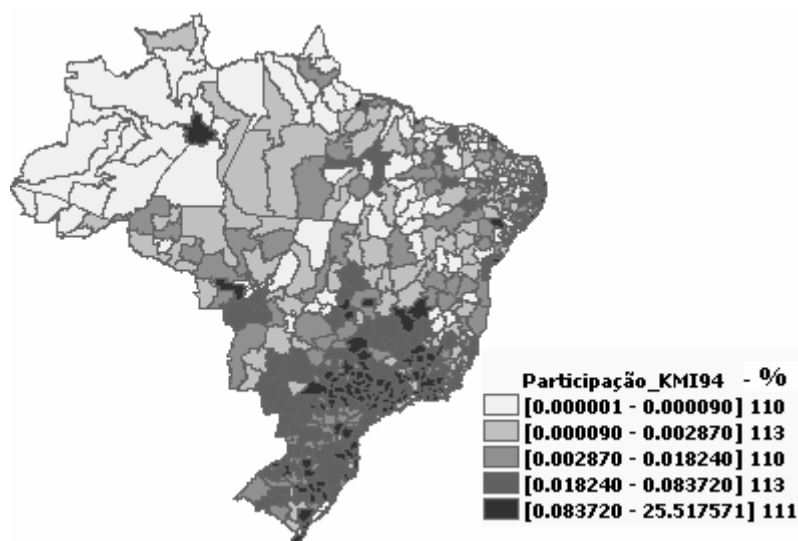 Participação_KMI94 - %
[0.000001 - 0.000090] 110
[0.000090 - 0.002870] 113
[0.002870 - 0.018240] 110
[0.018240 - 0.083720] 113
[0.083720 - 25.517571] 111